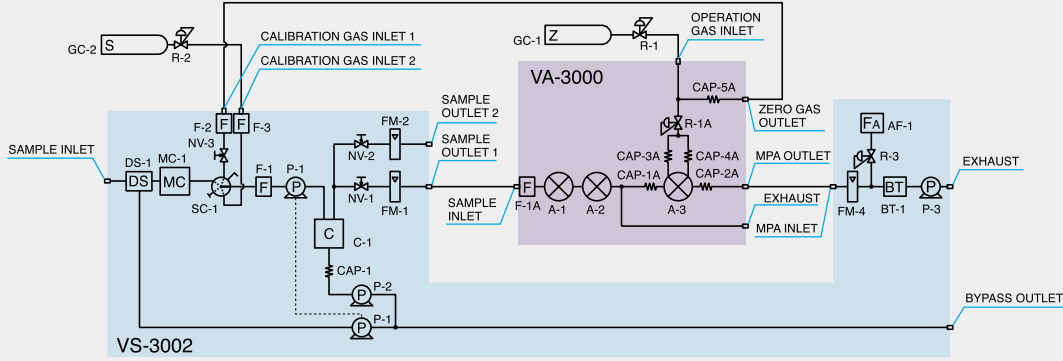 OPERATION
GAS INLET
GC-2
S
R-2
CALIBRATION GAS INLET 1
CALIBRATION GAS INLET 2
GC-1
Z
R-1
VA-3000
CAP-5A
ZERO GAS
OUTLET
F-2
F
F
F-3
NV-3
SAMPLE
OUTLET 2
SAMPLE
OUTLET 1
FM-2
NV-2
R-1A
CAP-3A
CAP-4A
MPA OUTLET
FA
AF-1
R-3
EXHAUST
SAMPLE INLET
DS-1
DS
MC-1
MC
SC-1
F-1
F
P-1
P
NV-1
FM-1
SAMPLE
INLET
F
F-1A
A-1
A-2
CAP-1A
A-3
CAP-2A
EXHAUST
MPA INLET
FM-4
BT
BT-1
P
P-3
C
C-1
CAP-1
P-2
P
P-1
P
BYPASS OUTLET
VS-3002